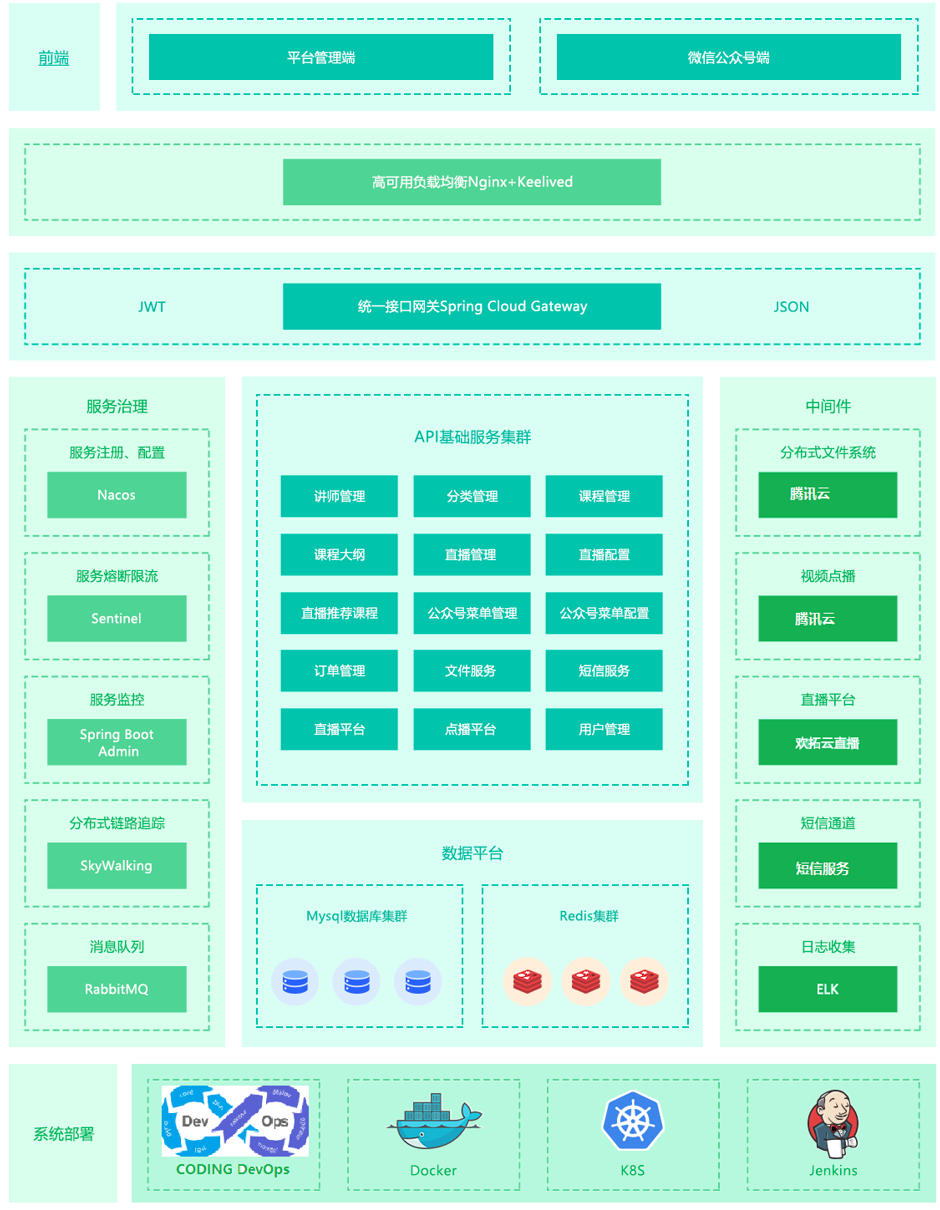 前端
平台管理端
微信公众号端
高可用负载均衡Nginx+Keelived
JWT
统一接口网关Spring Cloud Gateway
JSON
服务治理
服务注册、配置
Nacos
服务熔断限流
Sentinel
服务监控
Spring Boot
Admin
分布式链路追踪
SkyWalking
消息队列
RabbitMQ
API基础服务集群
讲师管理
分类管理
课程管理
课程大纲
直播管理
直播配置
直播推荐课程
公众号菜单管理
公众号菜单配置
订单管理
文件服务
短信服务
直播平台
点播平台
用户管理
数据平台
Mysql数据库集群
Redis集群
中间件
分布式文件系统
腾讯云
视频点播
腾讯云
直播平台
欢拓云直播
短信通道
短信服务
日志收集
ELK
系统部署
Dev
Ops
CODING DevOps
Docker
K8S
Jenkins